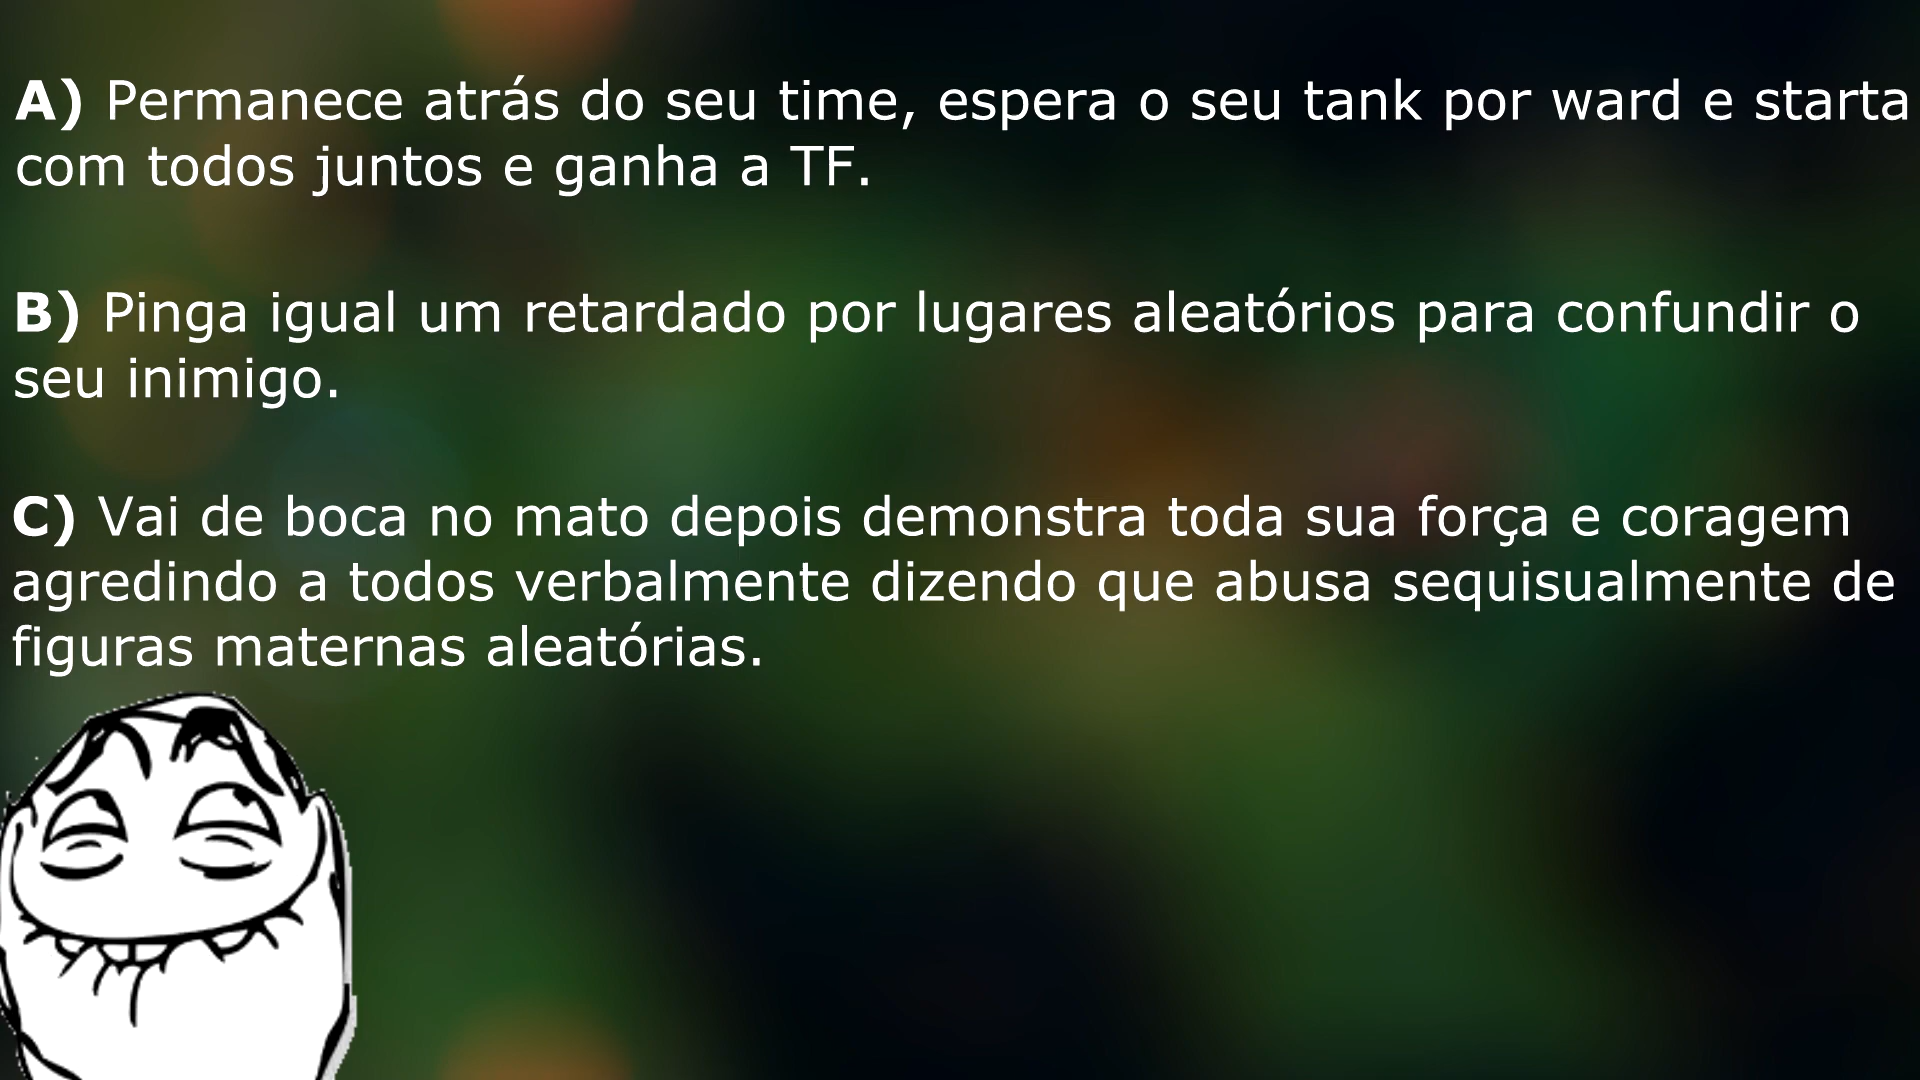 A) Permanece atrás do seu time, espera o seu tank por ward e starta
com todos juntos e ganha a TF.
B) Pinga igual um retardado por lugares aleatórios para confundir o
seu inimigo.
C) Vai de boca no mato depois demonstra toda sua força e coragem
agredindo a todos verbalmente dizendo que abusa sequisualmente de
figuras maternas aleatórias.